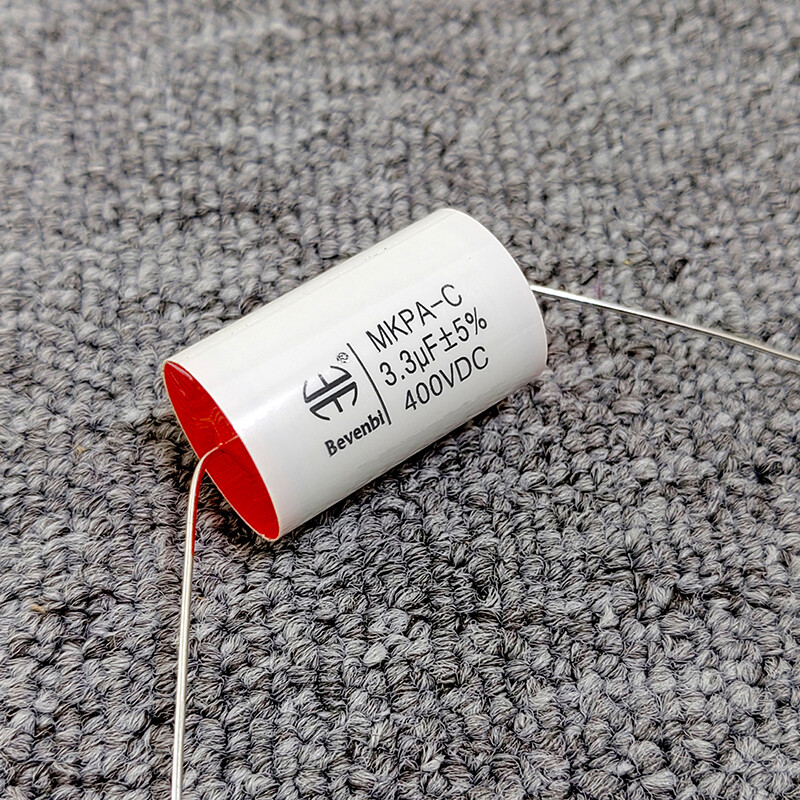 MKPA-C
3.3µF±5%
400VDC
®
Bevenbi